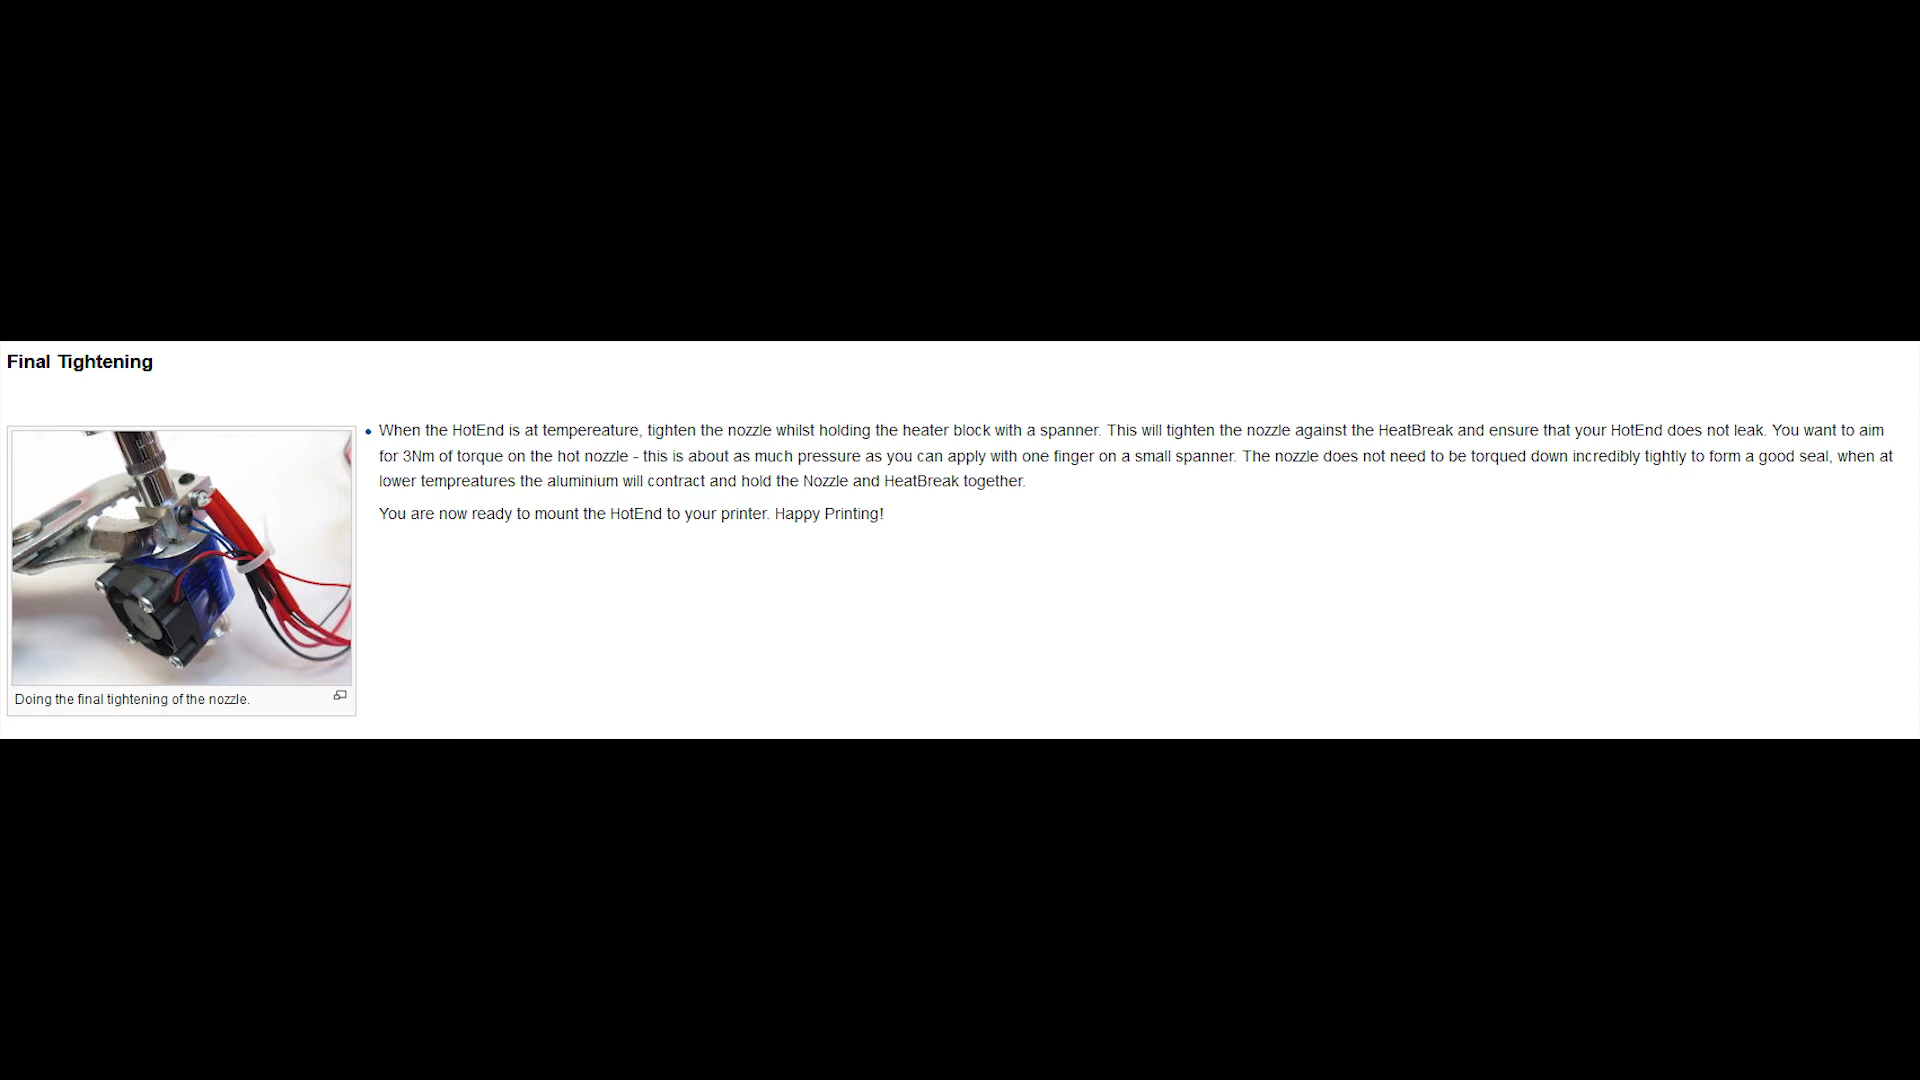 Final Tightening
When the HotEnd is at tempereature, tighten the nozzle whilst holding the heater block with a spanner. This will tighten the nozzle against the HeatBreak and ensure that your HotEnd does not leak. You want to aim
for 3Nm of torque on the hot nozzle - this is about as much pressure as you can apply with one finger on a small spanner. The nozzle does not need to be torqued down incredibly tightly to form a good seal, when at
lower tempreatures the aluminium will contract and hold the Nozzle and HeatBreak together.
You are now ready to mount the HotEnd to your printer. Happy Printing!
Doing the final tightening of the nozzle.